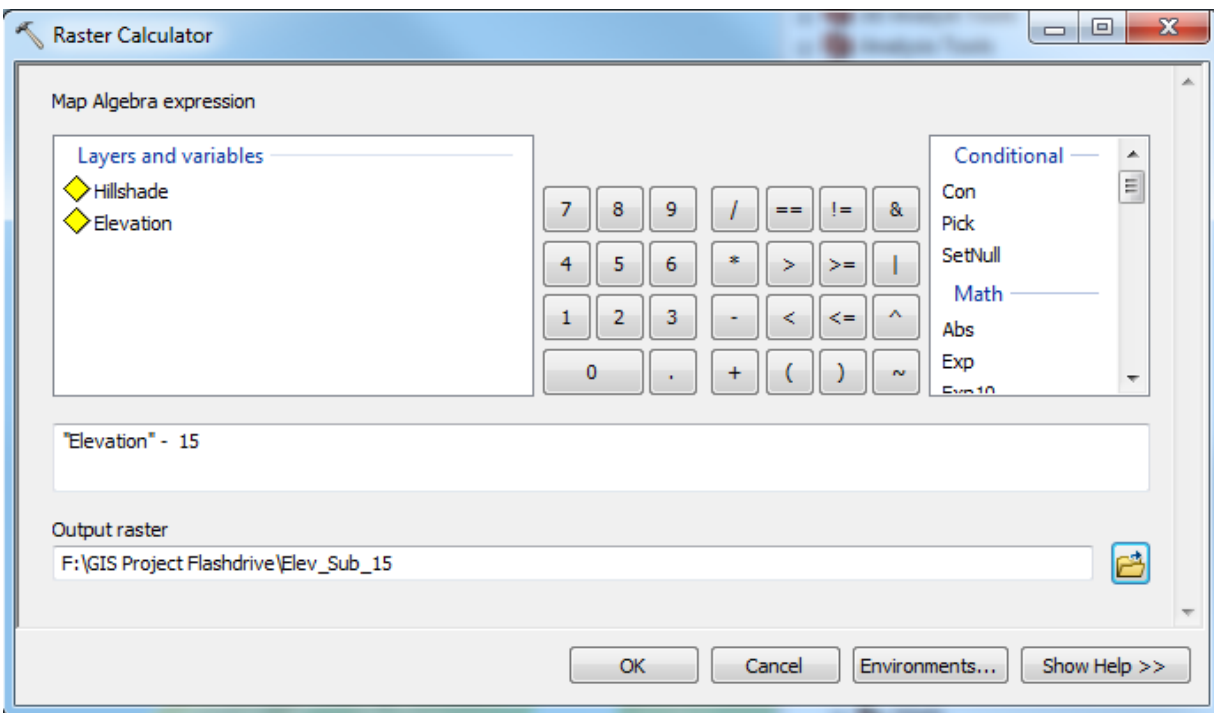 Raster Calculator
Map Algebra expression
Layers and variables
Hillshade
Elevation
7 8 9 / == != &
4 5 6 * > >= |
1 2 3 - < <= ^
0 . + ( ) ~
Conditional
Con
Pick
SetNull
Math
Abs
Exp
Exp10
"Elevation" - 15
Output raster
F:\GIS Project Flashdrive\Elev_Sub_15
OK Cancel Environments... Show Help >>